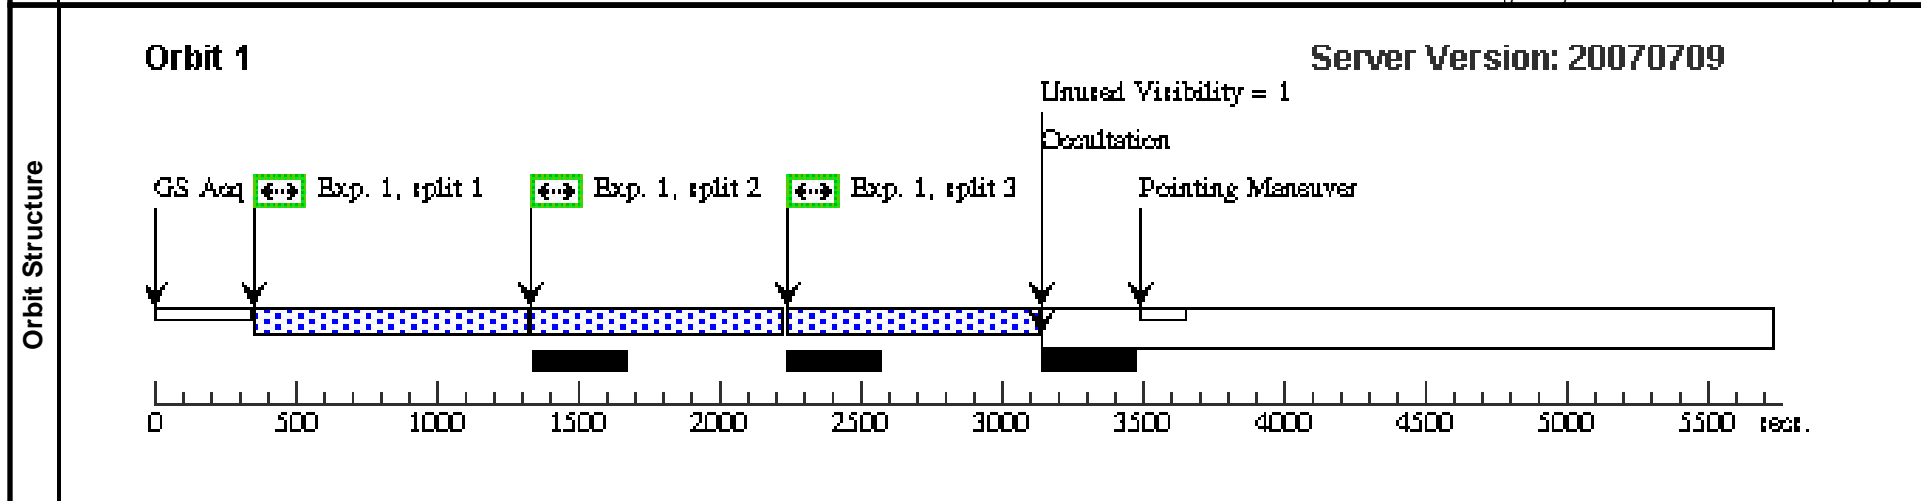 Orbit Structure
Orbit 1
Server Version: 20070709
Unused Visibility = 1
Occultation
GS Acq
Exp. 1, split 1
Exp. 1, split 2
Exp. 1, split 3
Pointing Maneuver
0 500 1000 1500 2000 2500 3000 3500 4000 4500 5000 5500 secs.